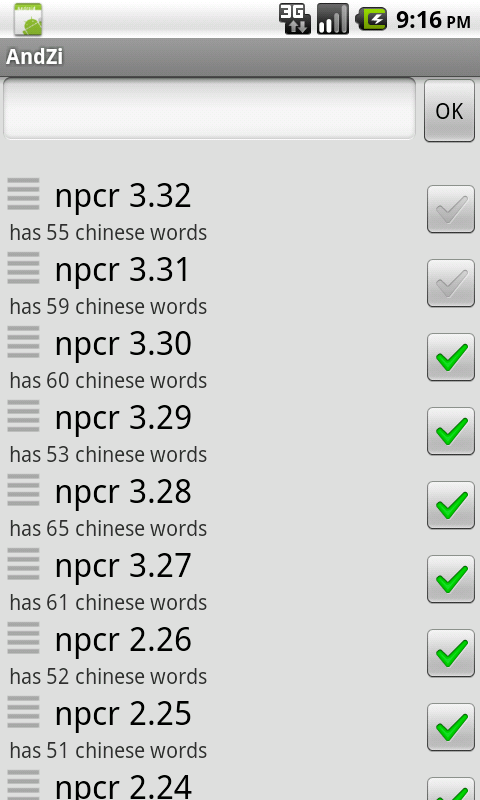 3G 9:16 PM
AndZi
OK
npcr 3.32
has 55 chinese words
npcr 3.31
has 59 chinese words
npcr 3.30
has 60 chinese words
npcr 3.29
has 53 chinese words
npcr 3.28
has 65 chinese words
npcr 3.27
has 61 chinese words
npcr 2.26
has 52 chinese words
npcr 2.25
has 51 chinese words
npcr 2.24